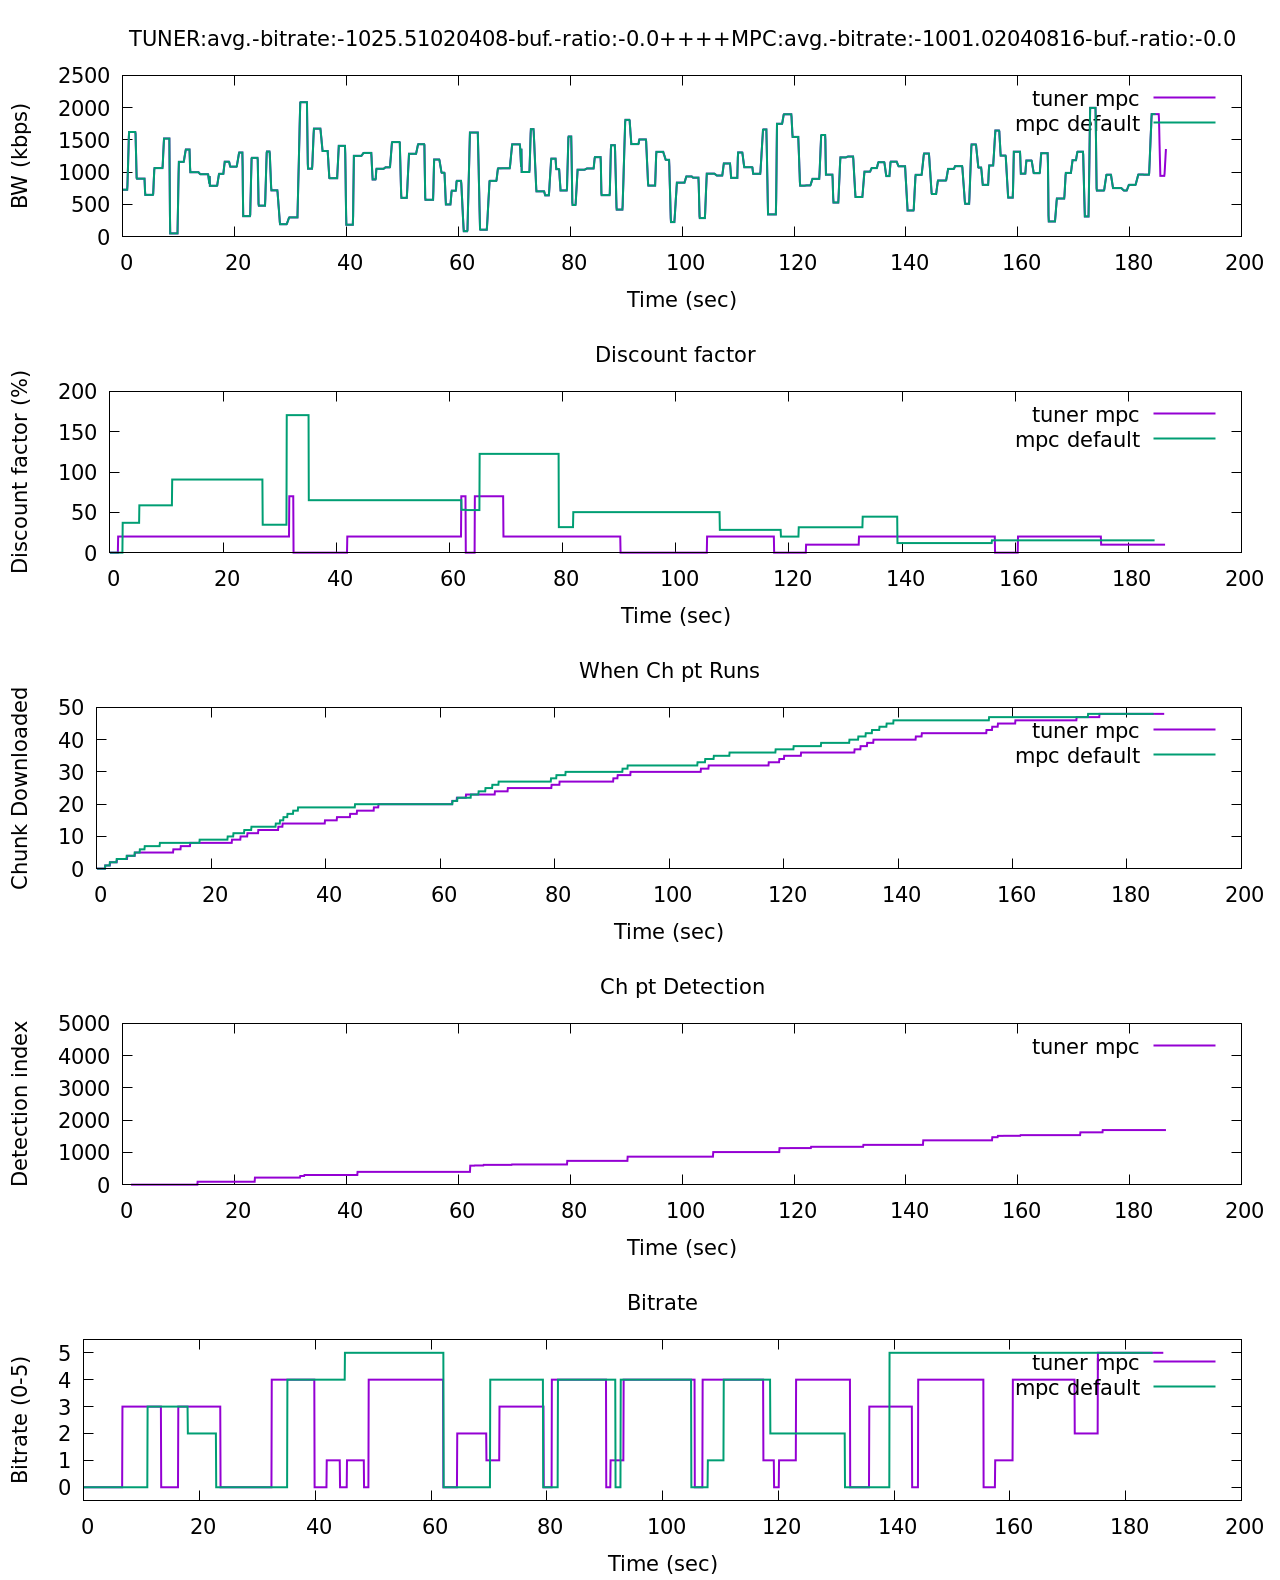 TUNER:avg.-bitrate:-1025.51020408-buf.-ratio:-0.0++++MPC:avg.-bitrate:-1001.02040816-buf.-ratio:-0.0
BW (kbps)
2500
2000
1500
1000
500
0
tuner mpc
mpc default
0 20 40 60 80 100 120 140 160 180 200
Time (sec)
Discount factor
Discount factor (%)
200
150
100
50
0
tuner mpc
mpc default
0 20 40 60 80 100 120 140 160 180 200
Time (sec)
When Ch pt Runs
Chunk Downloaded
50
40
30
20
10
0
tuner mpc
mpc default
0 20 40 60 80 100 120 140 160 180 200
Time (sec)
Ch pt Detection
Detection index
5000
4000
3000
2000
1000
0
tuner mpc
0 20 40 60 80 100 120 140 160 180 200
Time (sec)
Bitrate
Bitrate (0-5)
5
4
3
2
1
0
tuner mpc
mpc default
0 20 40 60 80 100 120 140 160 180 200
Time (sec)